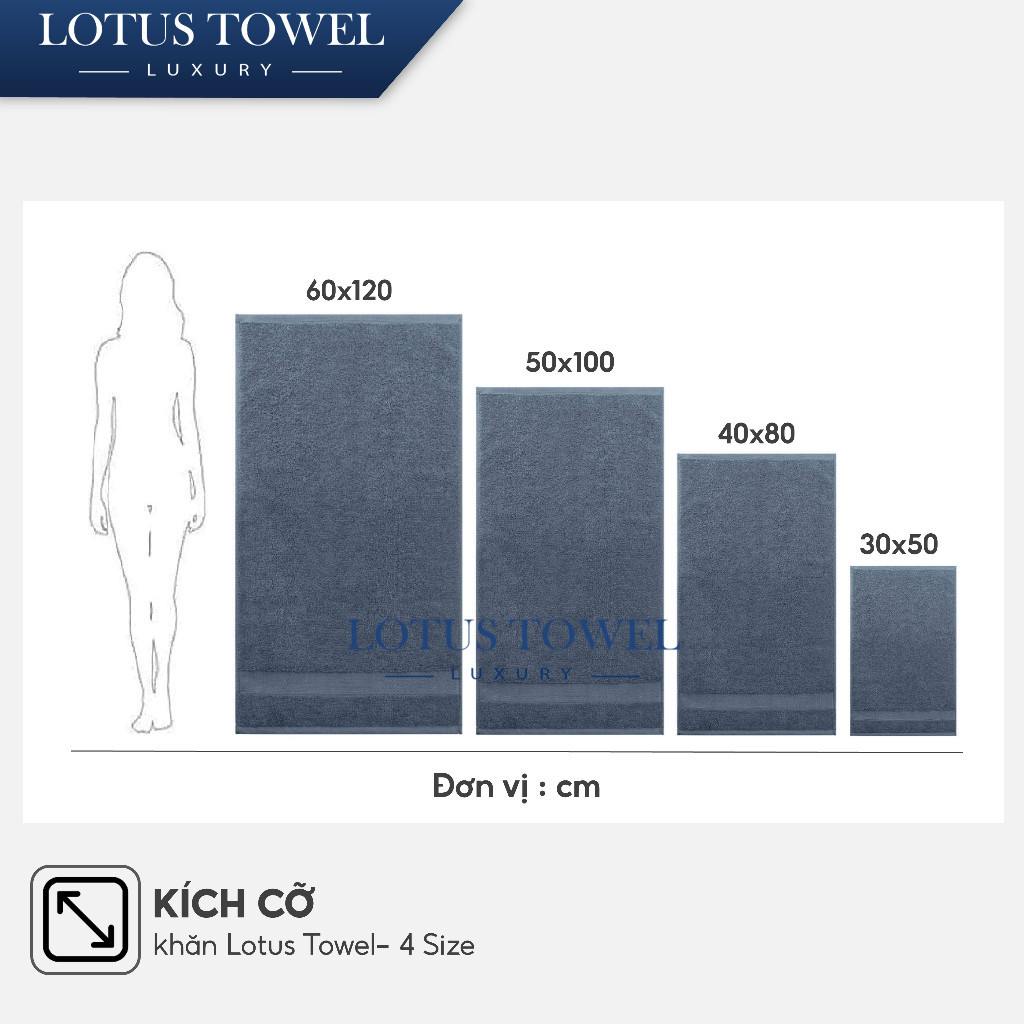 LOTUS TOWEL
LUXURY
60x120
50x100
40x80
30x50
LOTUS TOWEL
LUXURY
Đơn vị : cm
KÍCH CỠ
khăn Lotus Towel- 4 Size